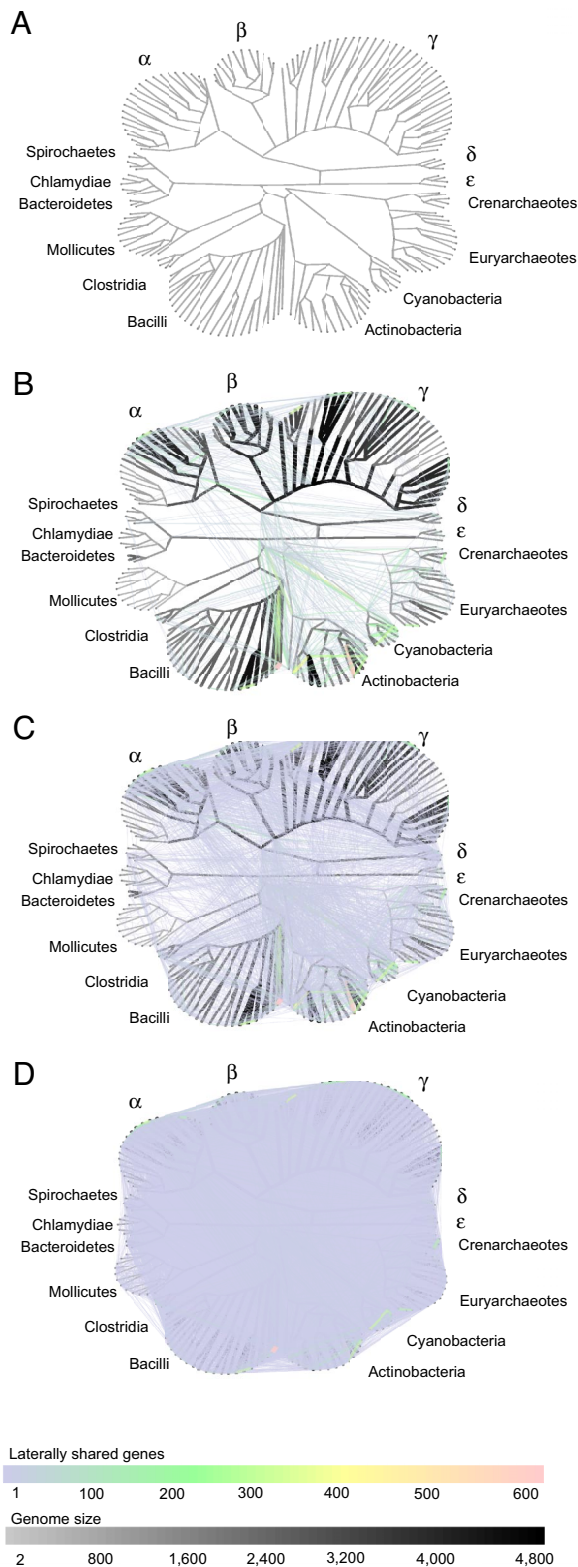 A
α
β
γ
Spirochaetes
Chlamydiae
Bacteroidetes
Mollicutes
Clostridia
Bacilli
δ
ε
Crenarchaeotes
Euryarchaeotes
Cyanobacteria
Actinobacteria
B
α
β
γ
Spirochaetes
Chlamydiae
Bacteroidetes
Mollicutes
Clostridia
Bacilli
δ
ε
Crenarchaeotes
Euryarchaeotes
Cyanobacteria
Actinobacteria
C
α
β
γ
Spirochaetes
Chlamydiae
Bacteroidetes
Mollicutes
Clostridia
Bacilli
δ
ε
Crenarchaeotes
Euryarchaeotes
Cyanobacteria
Actinobacteria
D
α
β
γ
Spirochaetes
Chlamydiae
Bacteroidetes
Mollicutes
Clostridia
Bacilli
δ
ε
Crenarchaeotes
Euryarchaeotes
Cyanobacteria
Actinobacteria
Laterally shared genes
1 100 200 300 400 500 600
Genome size
2 800 1,600 2,400 3,200 4,000 4,800